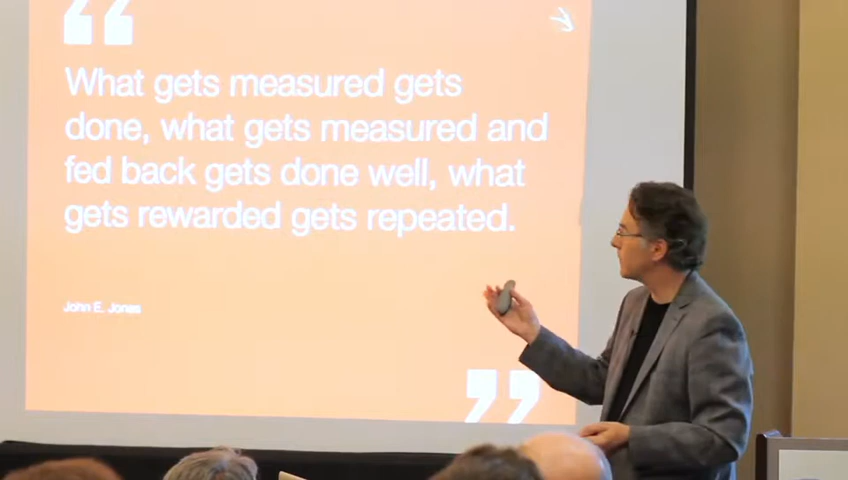 “
What gets measured gets
done, what gets measured and
fed back gets done well, what
gets rewarded gets repeated.
John E. Jones
”